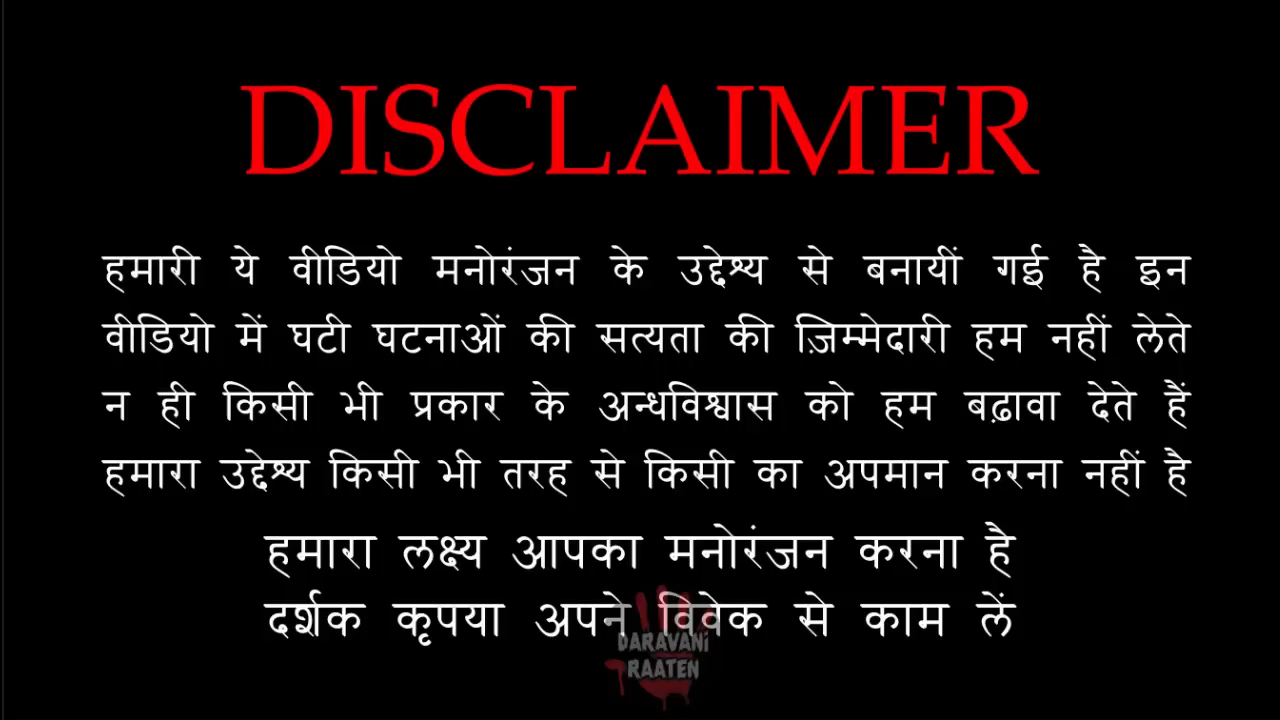 DISCLAIMER
हमारी ये वीडियो मनोरंजन के उद्देश्य से बनायीं गई है इन
वीडियो में घटी घटनाओं की सत्यता की ज़िम्मेदारी हम नहीं लेते
न ही किसी भी प्रकार के अन्धविश्वास को हम बढ़ावा देते हैं
हमारा उद्देश्य किसी भी तरह से किसी का अपमान करना नहीं है
हमारा लक्ष्य आपका मनोरंजन करना है
दर्शक कृपया अपने विवेक से काम लें
DARAVANi
RAATEN